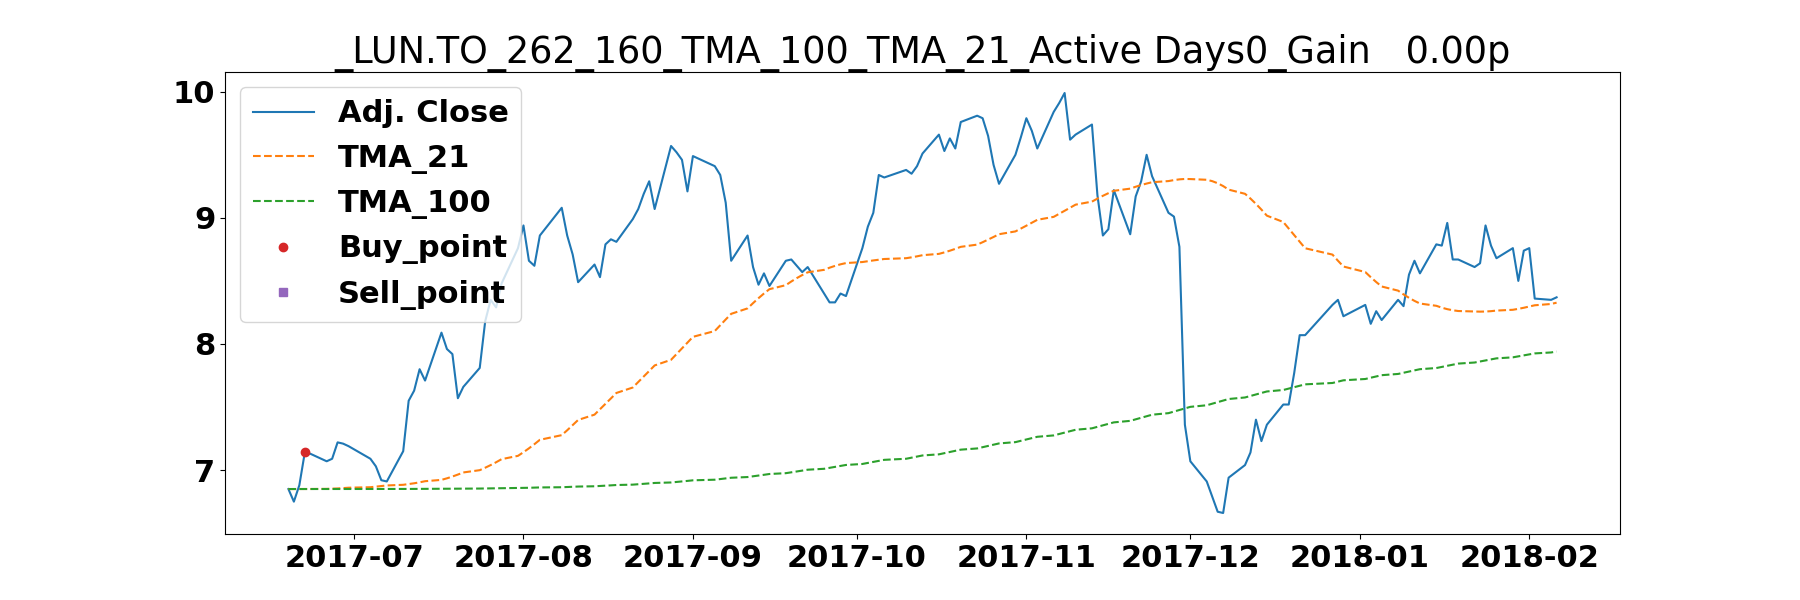 _LUN.TO_262_160_TMA_100_TMA_21_Active Days0_Gain   0.00p
10
9
8
7
Adj. Close
TMA_21
TMA_100
Buy_point
Sell_point
2017-07 2017-08 2017-09 2017-10 2017-11 2017-12 2018-01 2018-02